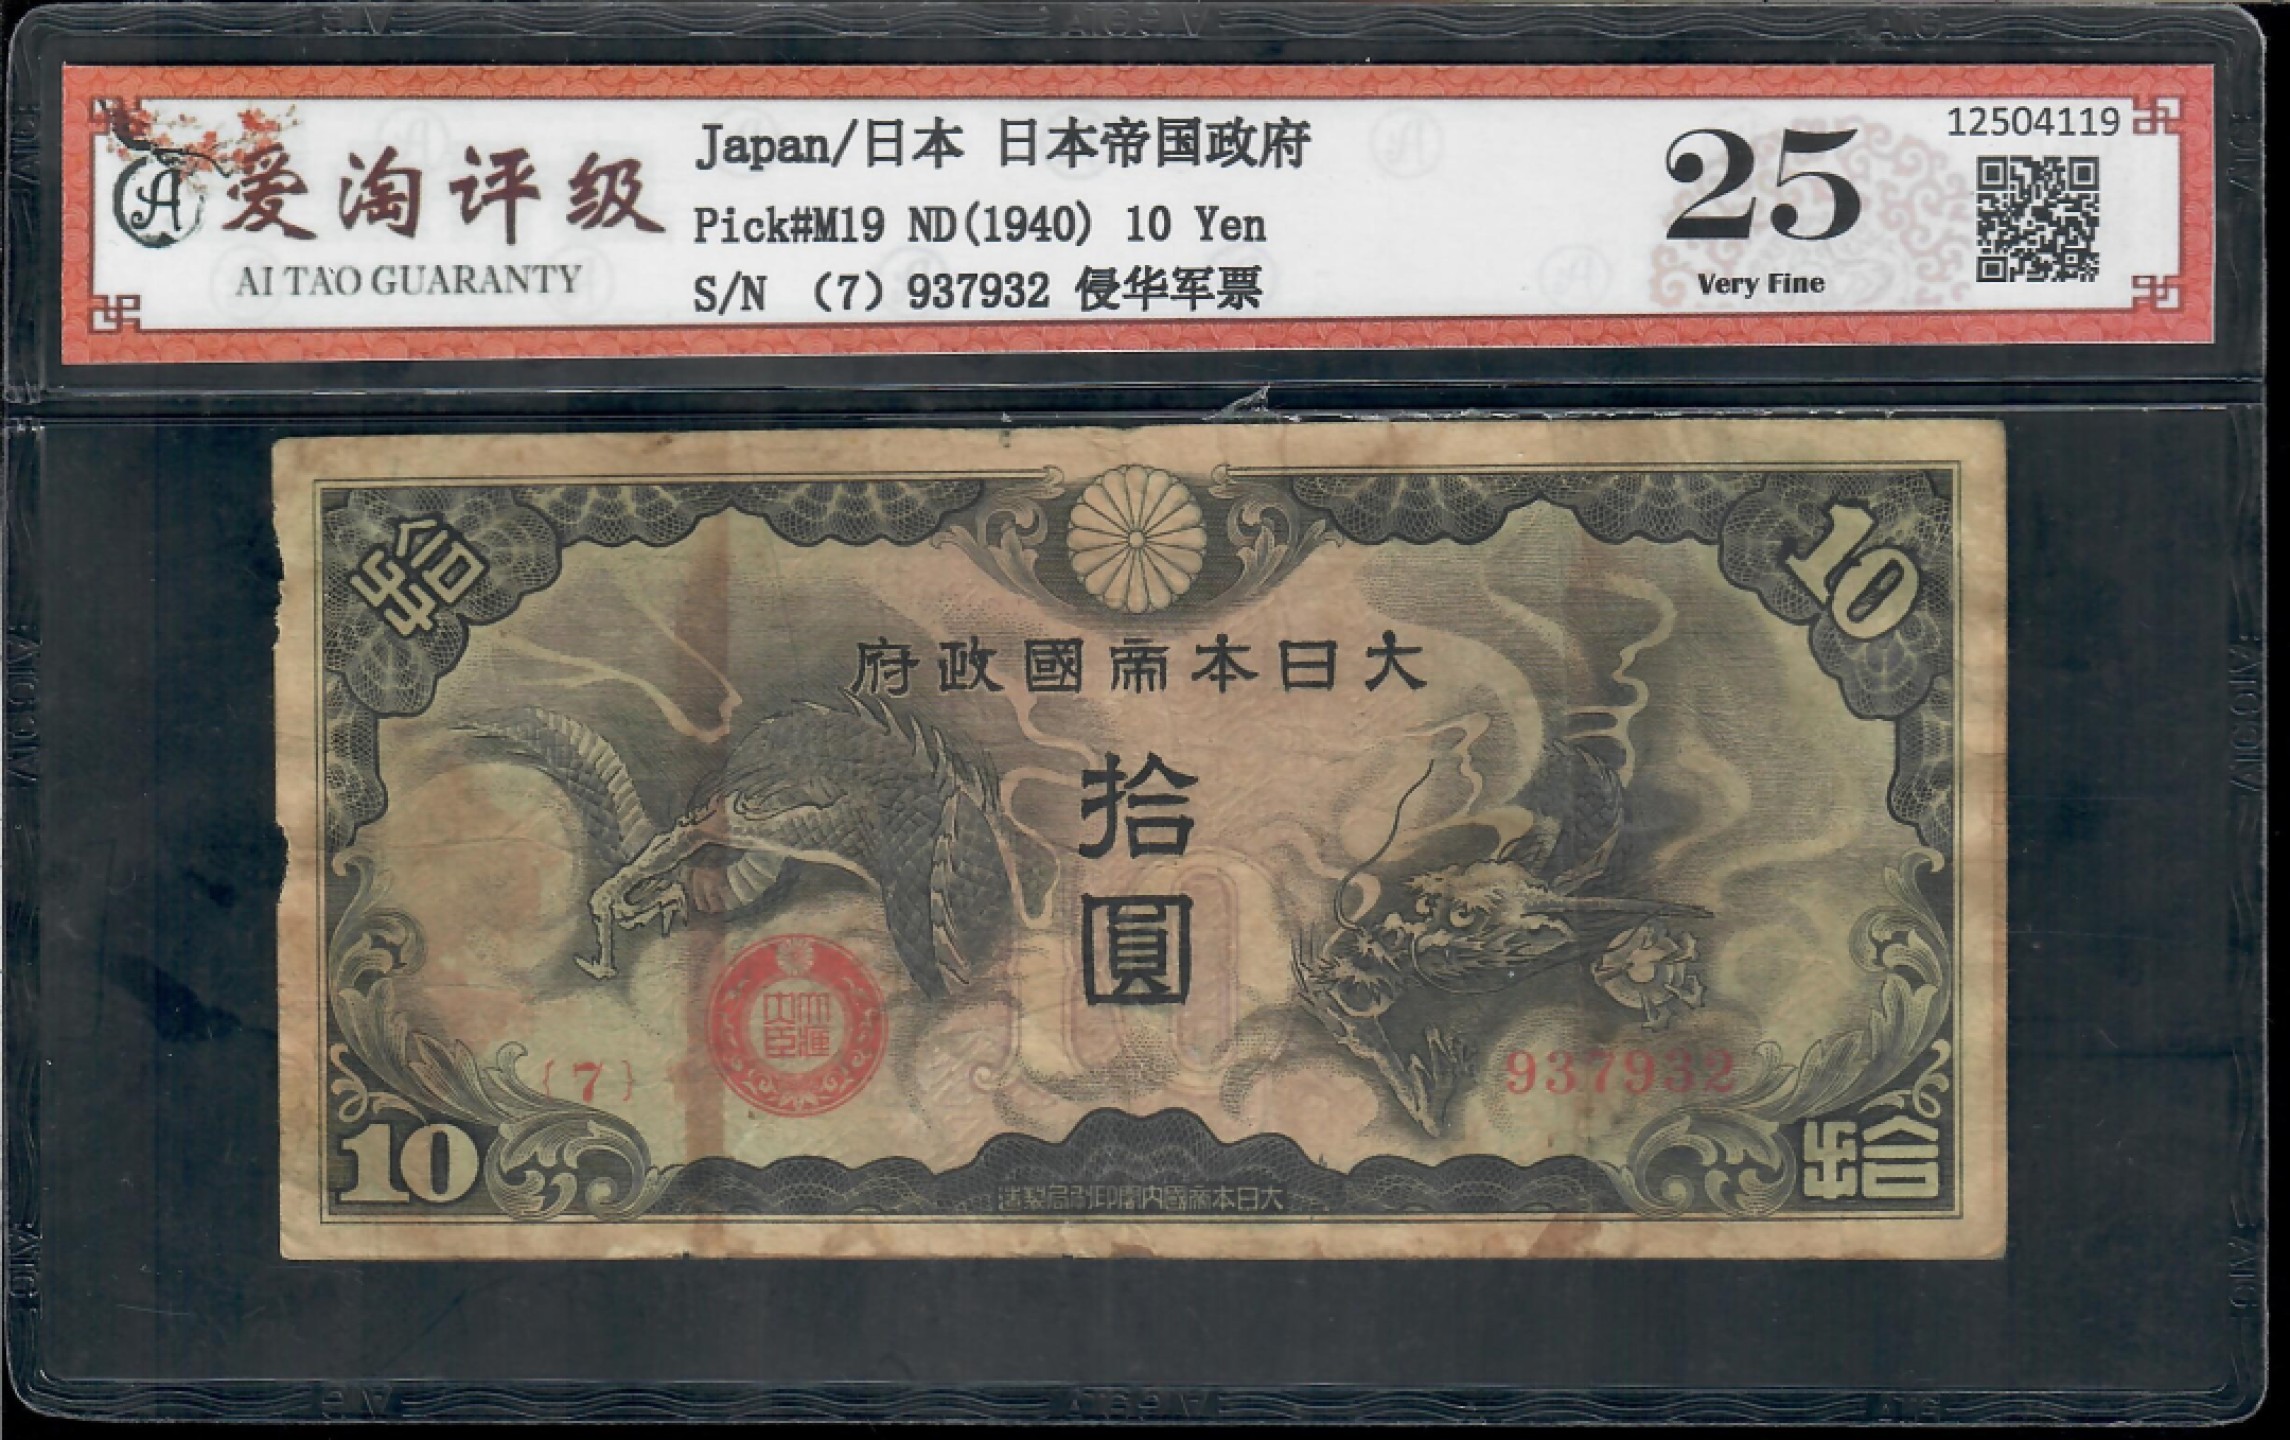 爱淘评级
AI TAO GUARANTY
Japan/日本 日本帝国政府
Pick#M19 ND(1940) 10 Yen
S/N （7）937932 侵华军票
25
Very Fine
12504119
拾
10
大日本帝國政府
拾圓
{7}
937932
10
拾
大日本帝國内閣印刷局製造